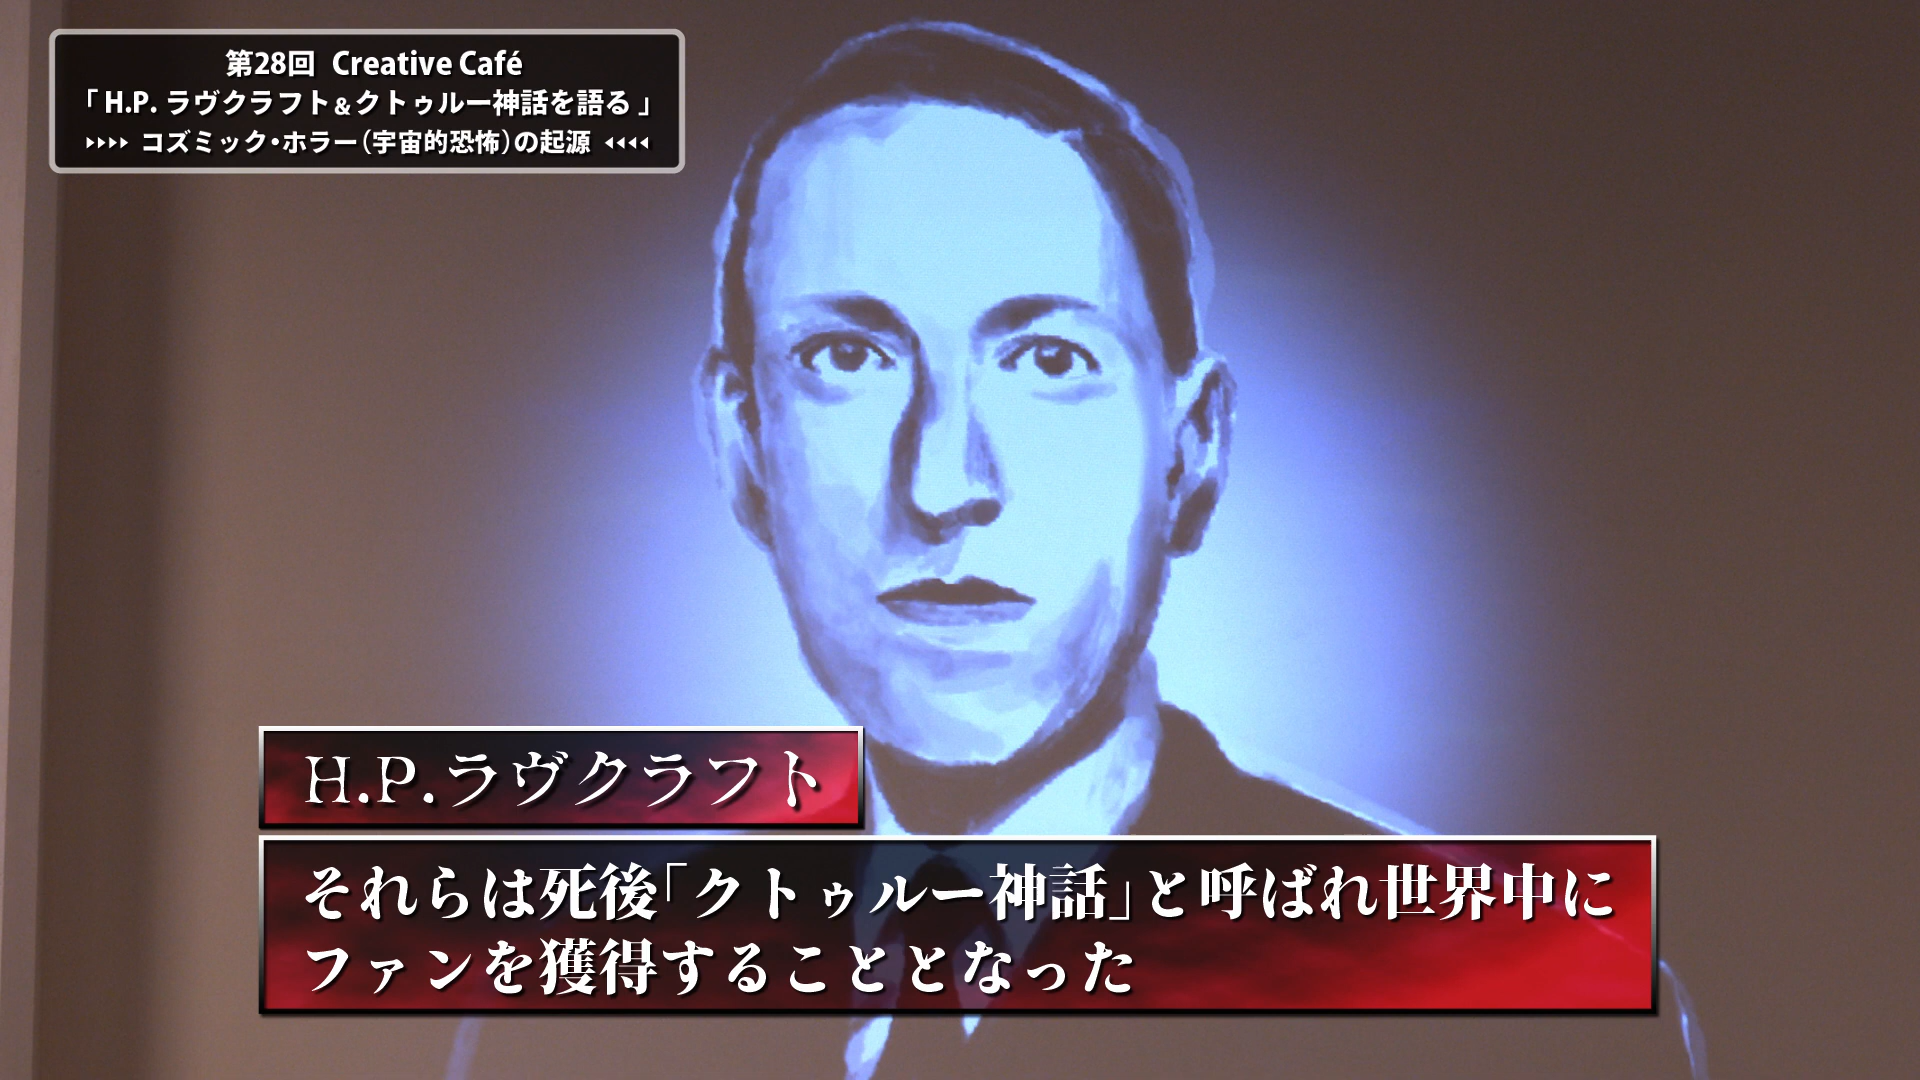 第28回 Creative Café
「 H.P. ラヴクラフト&クトゥルー神話を語る 」
コズミック・ホラー(宇宙的恐怖)の起源
H.P.ラヴクラフト
それらは死後「クトゥルー神話」と呼ばれ世界中に
ファンを獲得することとなった